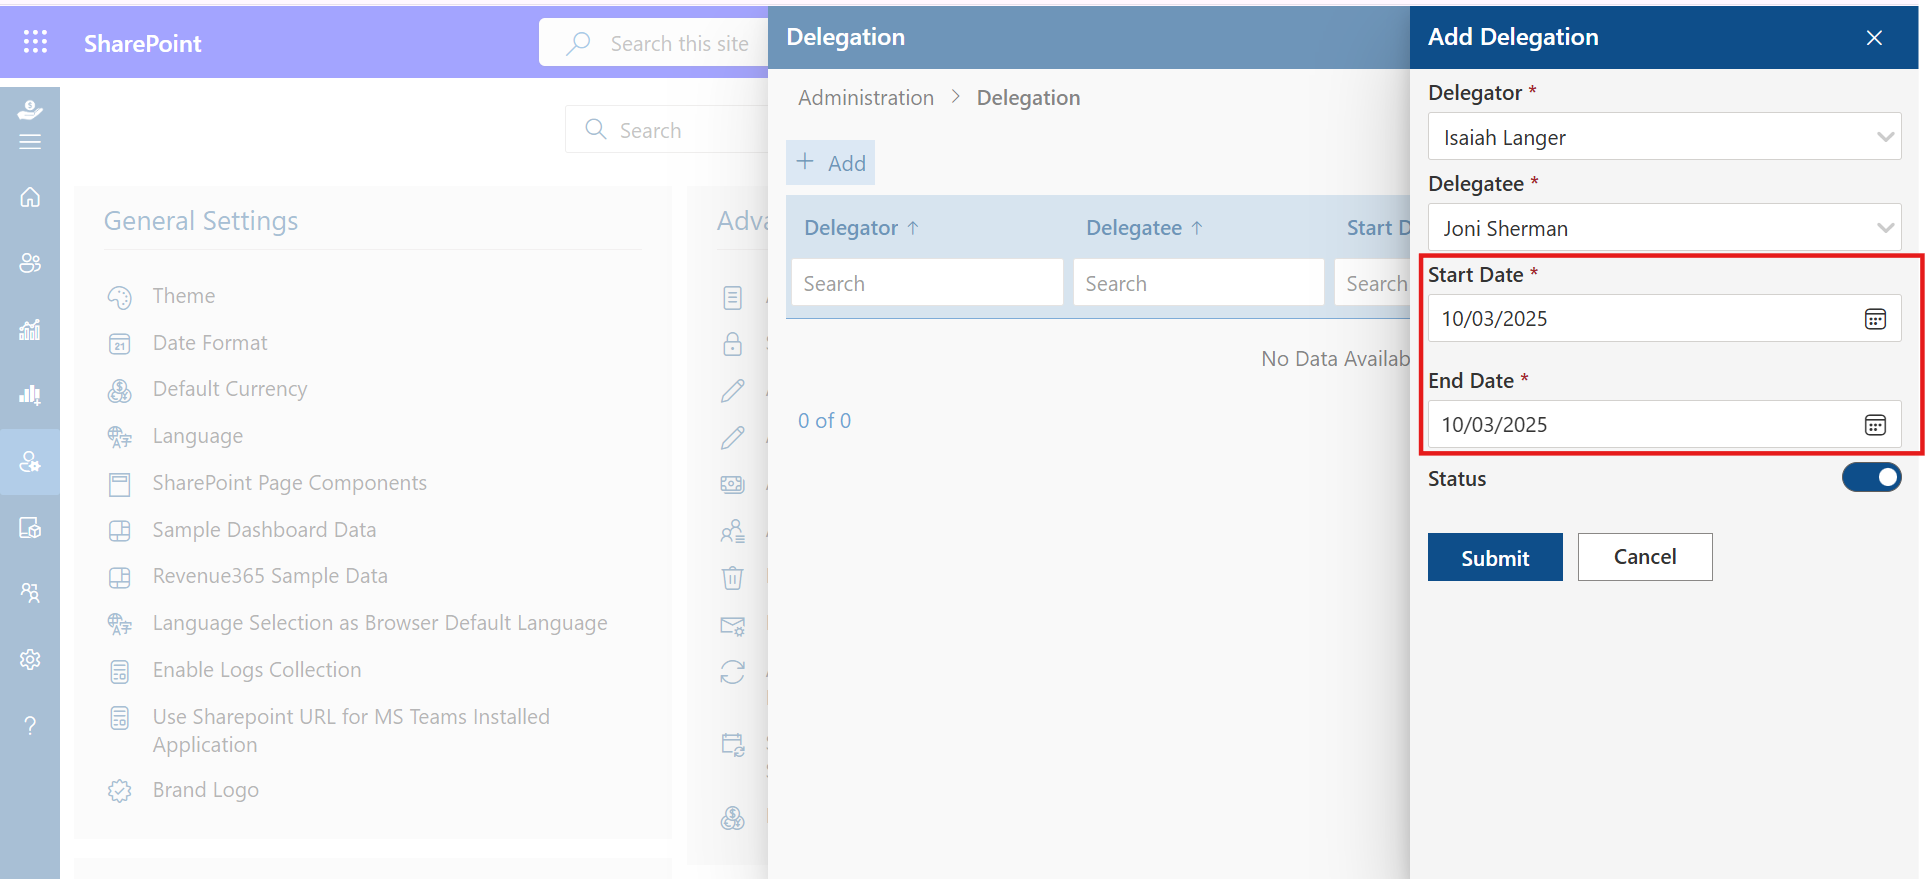 SharePoint
Search this site
Search
General Settings
Theme
Date Format
21
Default Currency
Language
SharePoint Page Components
Sample Dashboard Data
Revenue365 Sample Data
Language Selection as Browser Default Language
Enable Logs Collection
Use Sharepoint URL for MS Teams Installed
Application
Brand Logo
Adva
Delegation
Administration > Delegation
+ Add
Delegator ↑ Delegatee ↑ Start D
Search Search Search
No Data Availab
0 of 0
Add Delegation
Delegator *
Isaiah Langer
Delegatee *
Joni Sherman
Start Date *
10/03/2025
End Date *
10/03/2025
Status
Submit Cancel